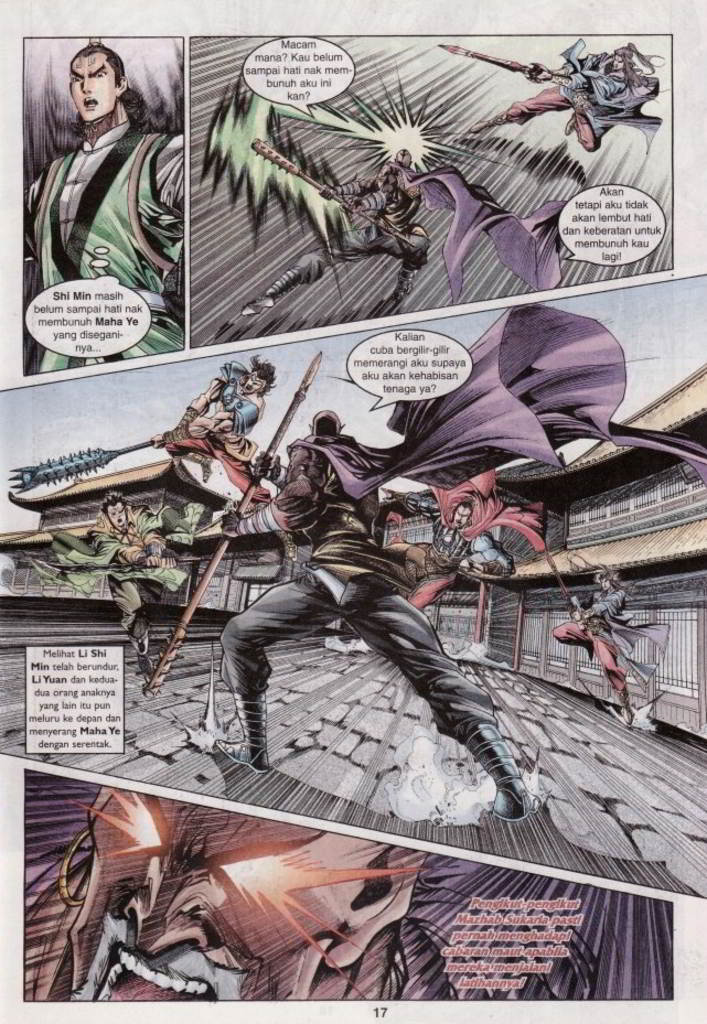 Shi Min masih
belum sampai hati nak
membunuh Maha Ye
yang disegani-
nya...
Macam
mana? Kau belum
sampai hati nak mem-
bunuh aku ini
kan?
Akan
tetapi aku tidak
akan lembut hati
dan keberatan untuk
membunuh kau
lagi!
Kalian
cuba bergilir-gilir
memerangi aku supaya
aku akan kehabisan
tenaga ya?
Melihat Li Shi
Min telah berundur,
Li Yuan dan kedua-
dua orang anaknya
yang lain itu pun
meluru ke depan dan
menyerang Maha Ye
dengan serentak.
Pengikut-pengikut
Mazhab Sukaria pasti
pernah menghadapi
cabaran maut apabila
mereka menjalani
latihannya!
17